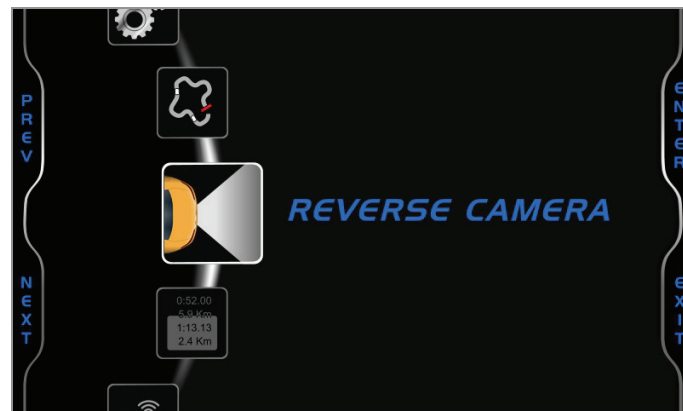 PREV
NEXT
REVERSE CAMERA
0:52.00
5.9 Km
1:13.13
2.4 Km
ENTER
EXIT